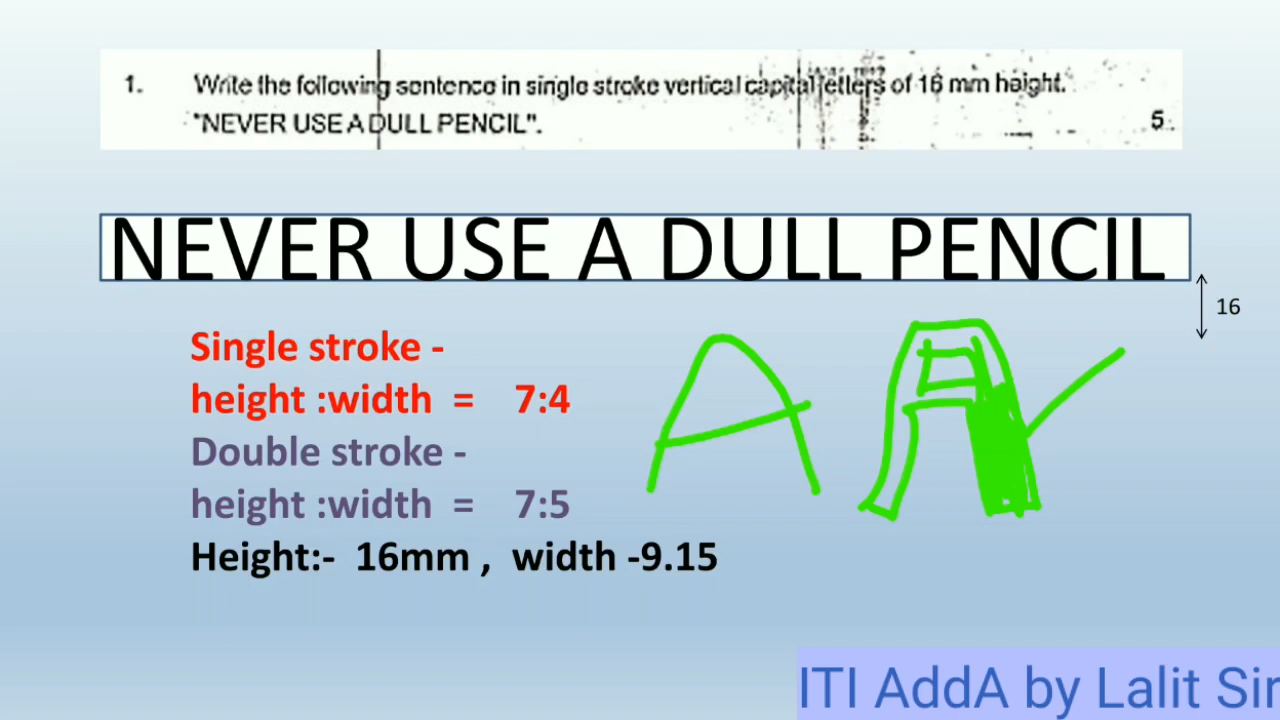 1. Write the following sentence in single stroke vertical capital letters of 16 mm height.
"NEVER USE A DULL PENCIL". 5
NEVER USE A DULL PENCIL
16
Single stroke -
height :width = 7:4
A A
Double stroke -
height :width = 7:5
Height:- 16mm , width -9.15
ITI AddA by Lalit Sir